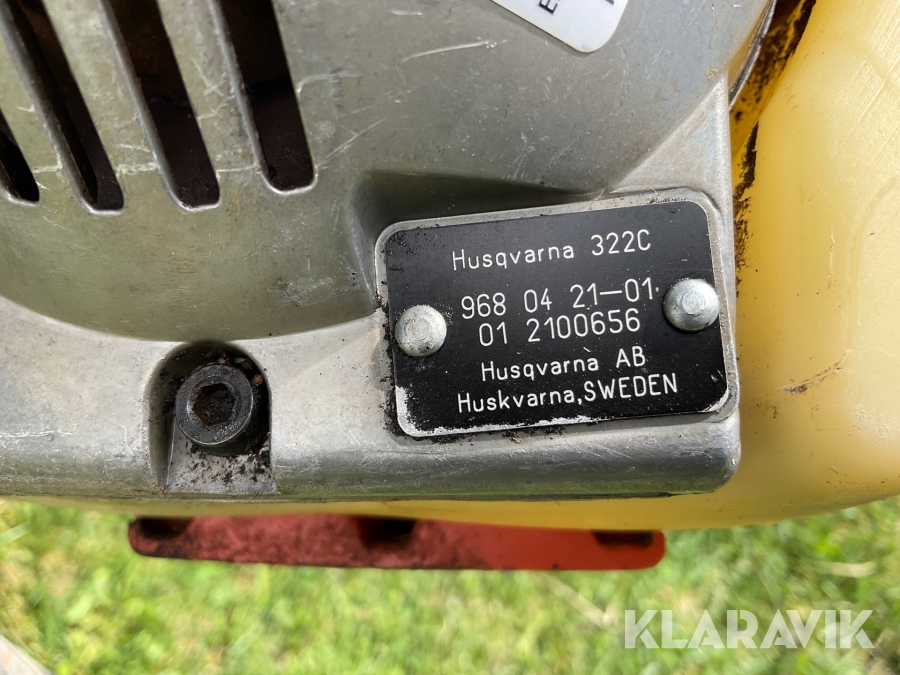 E
Husqvarna 322C
968 04 21-01
01 2100656
Husqvarna AB
Huskvarna, SWEDEN
KLARAVIK